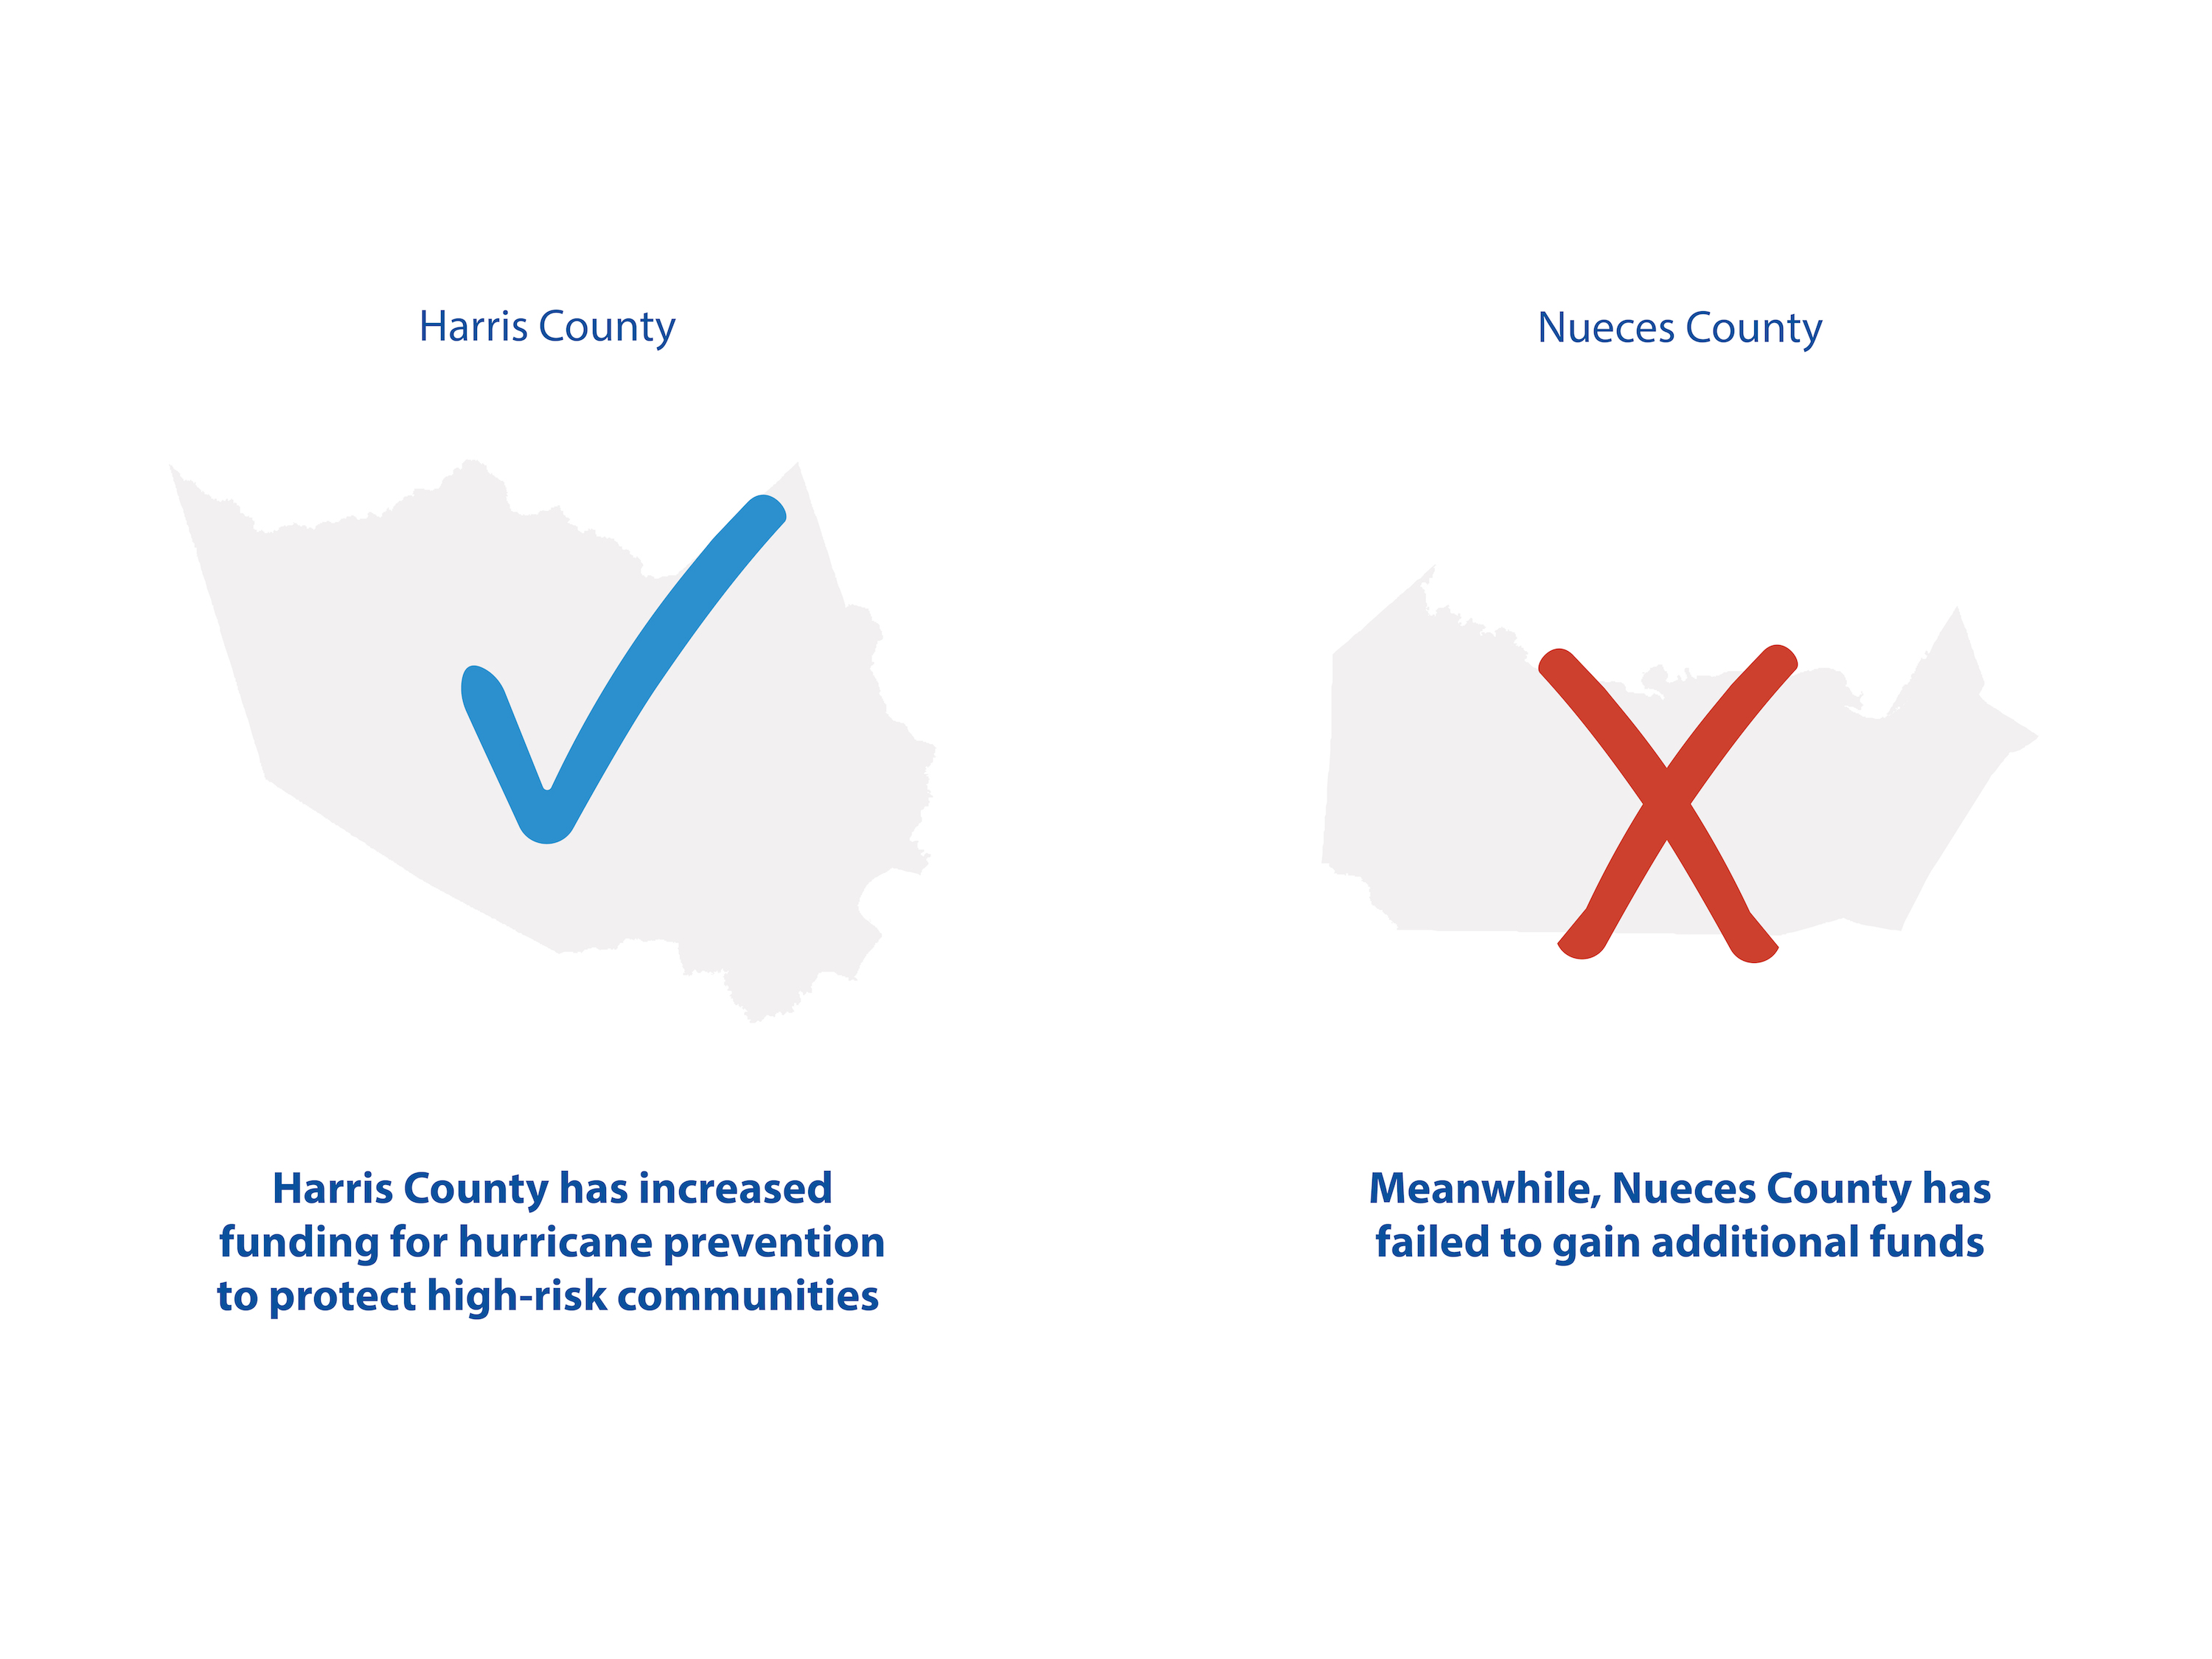 Harris County
Nueces County
Harris County has increased
funding for hurricane prevention
to protect high-risk communities
Meanwhile, Nueces County has
failed to gain additional funds